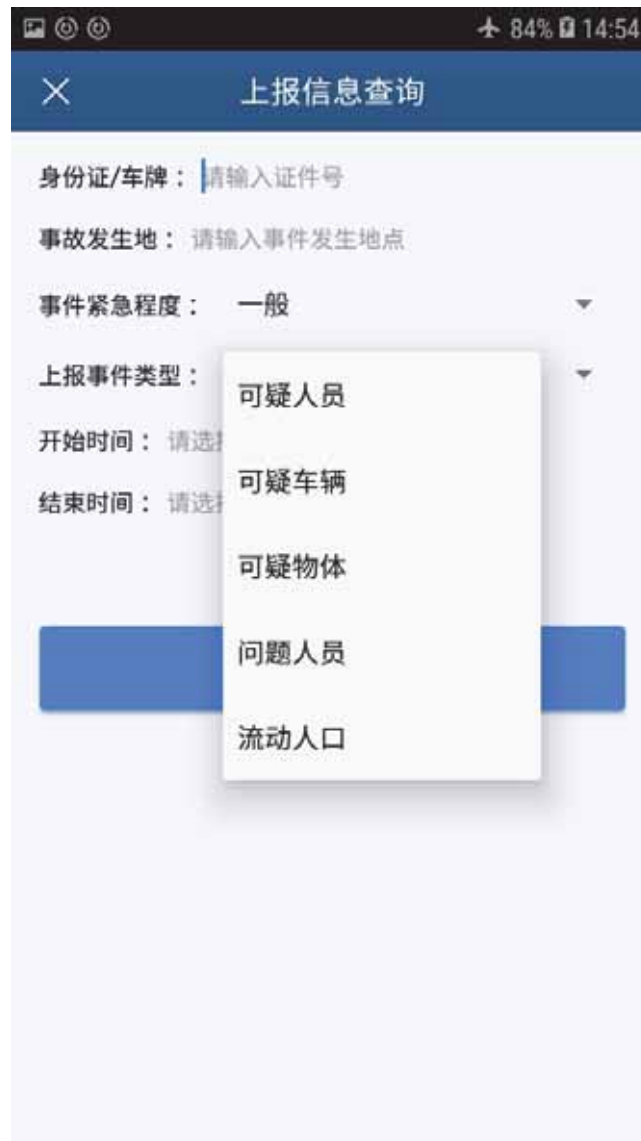 84% 14:54
上报信息查询
身份证/车牌： 请输入证件号
事故发生地： 请输入事件发生地点
事件紧急程度： 一般
上报事件类型：
可疑人员
开始时间： 请选
可疑车辆
结束时间： 请选
可疑物体
问题人员
流动人口